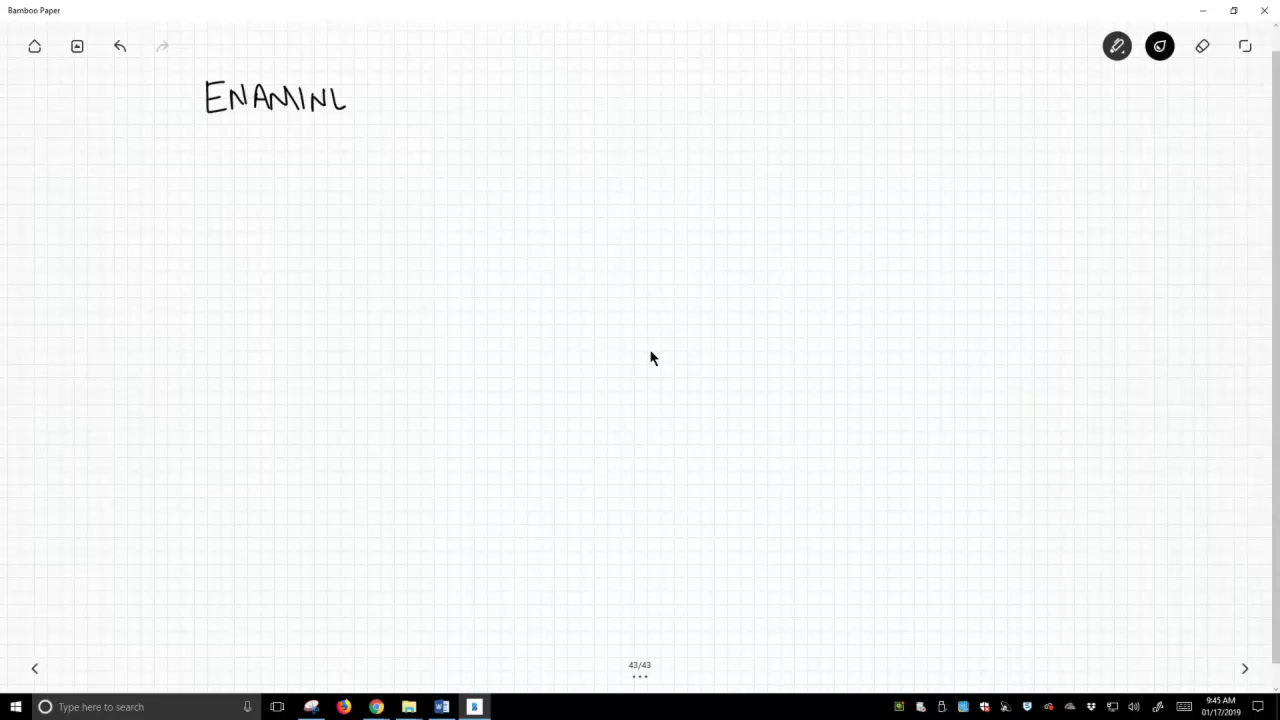 Bamboo Paper
ENAMINL
43/43
Type here to search
9:45 AM
01/17/2019